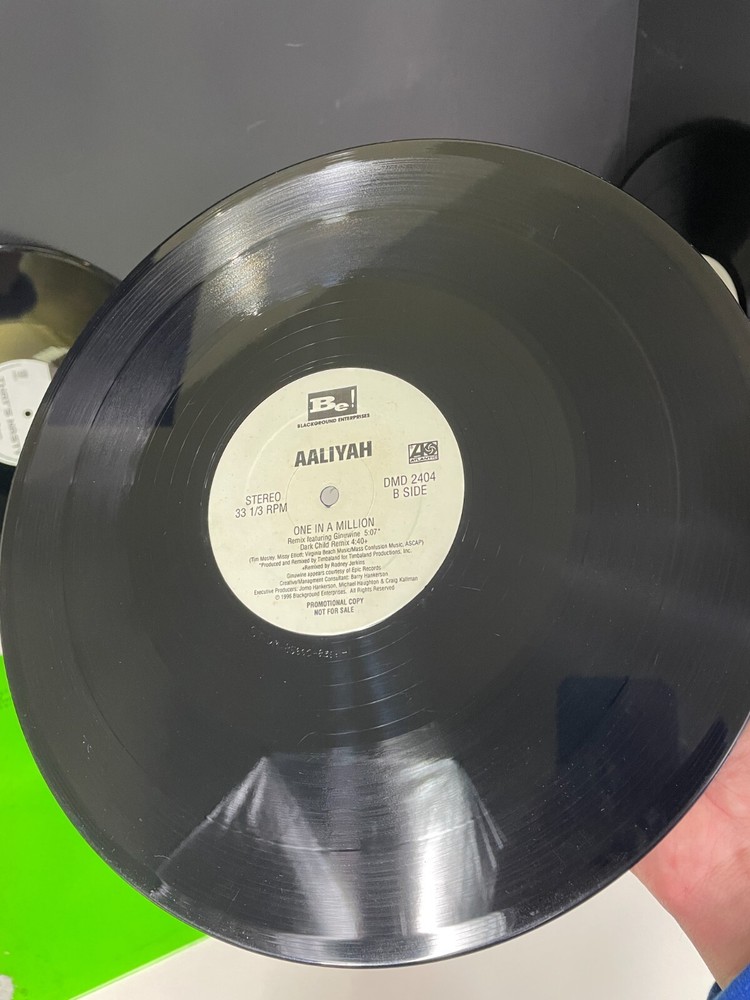 Be!
BLACKGROUND ENTERPRISES
AALIYAH
ATLANTIC
STEREO
33 1/3 RPM
DMD 2404
B SIDE
ONE IN A MILLION
Remix featuring Ginuwine 5:07*
Dark Child Remix 4:40+
(Tim Mosley, Missy Elliott; Virginia Beach Music/Mass Confusion Music, ASCAP)
*Produced and Remixed by Timbaland for Timbaland Productions, Inc.
+Remixed by Rodney Jerkins
Ginuwine appears courtesy of Epic Records
Creative/Management Consultant: Barry Hankerson
Executive Producers: Jomo Hankerson, Michael Haughton & Craig Kallman
© 1996 Blackground Enterprises. All Rights Reserved
PROMOTIONAL COPY
NOT FOR SALE